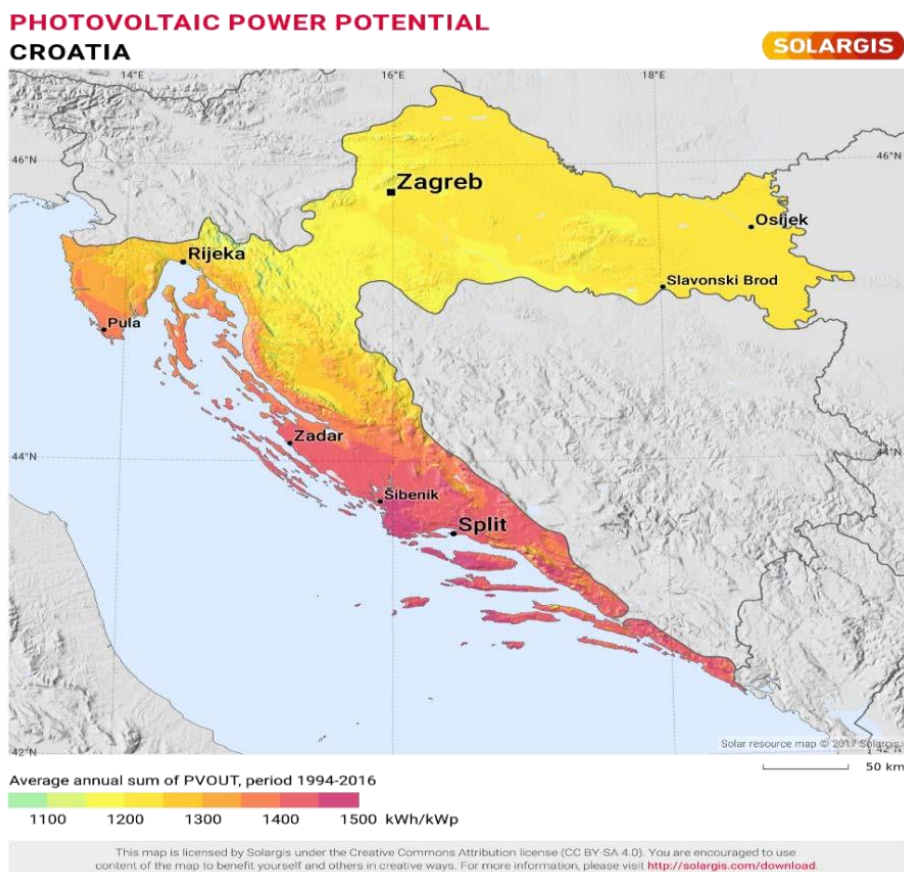 PHOTOVOLTAIC POWER POTENTIAL
CROATIA
SOLARGIS
14°E 16°E 18°E
46°N 46°N
Zagreb
Osijek
Rijeka
Slavonski Brod
Pula
Zadar
44°N 44°N
Šibenik
Split
42°N 42°N
Solar resource map © 2017 Solargis
50 km
Average annual sum of PVOUT, period 1994-2016
1100 1200 1300 1400 1500 kWh/kWp
This map is licensed by Solargis under the Creative Commons Attribution license (CC BY-SA 4.0). You are encouraged to use
content of the map to benefit yourself and others in creative ways. For more information, please visit http://solargis.com/download.